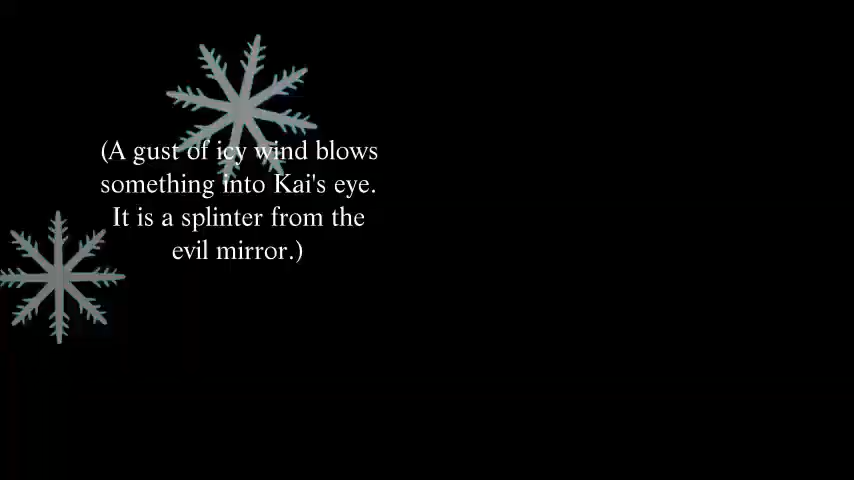 (A gust of icy wind blows
something into Kai's eye.
It is a splinter from the
evil mirror.)